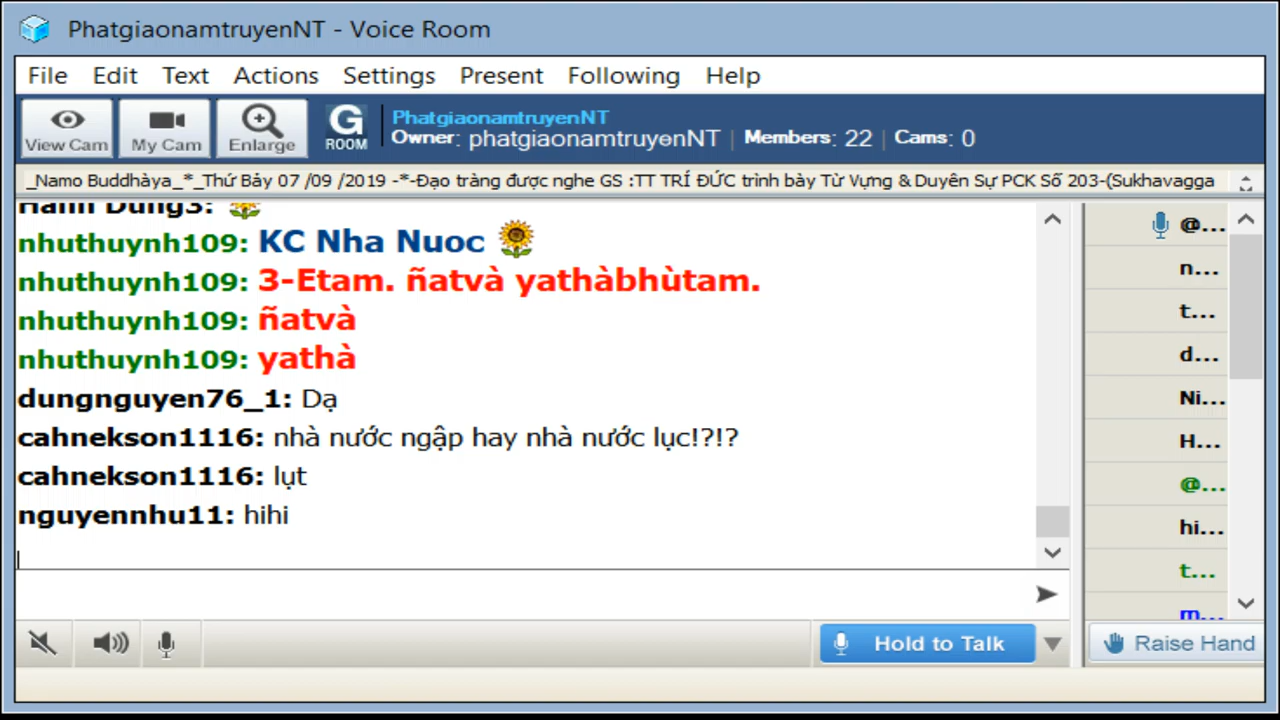 PhatgiaonamtruyenNT - Voice Room
File Edit Text Actions Settings Present Following Help
View Cam My Cam Enlarge G ROOM
PhatgiaonamtruyenNT
Owner: phatgiaonamtruyenNT | Members: 22 | Cams: 0
_Namo Buddhàya_*_Thứ Bảy 07 /09 /2019 -*-Đạo tràng được nghe GS :TT TRÍ ĐỨC trình bày Từ Vựng & Duyên Sự PCK Số 203-(Sukhavagga
Hanh Dung3:
nhuthuynh109: KC Nha Nuoc
nhuthuynh109: 3-Etam. ñatvà yathàbhùtam.
nhuthuynh109: ñatvà
nhuthuynh109: yathà
dungnguyen76_1: Dạ
cahnekson1116: nhà nước ngập hay nhà nước lục!?!?
cahnekson1116: lụt
nguyennhu11: hihi
@...
n...
t...
d...
Ni...
H...
@...
hi...
t...
m...
Hold to Talk
Raise Hand